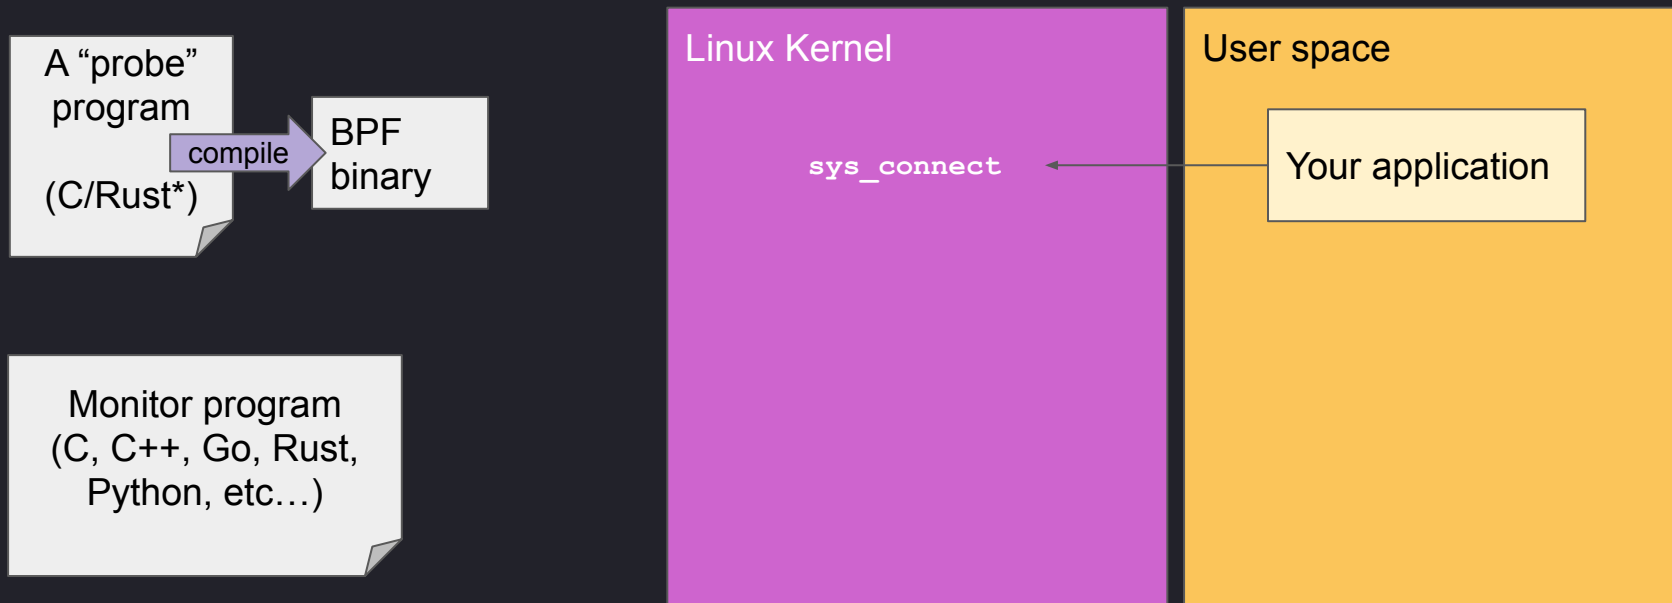 A “probe”
program
(C/Rust*)
compile
BPF
binary
Monitor program
(C, C++, Go, Rust,
Python, etc…)
Linux Kernel
sys_connect
User space
Your application